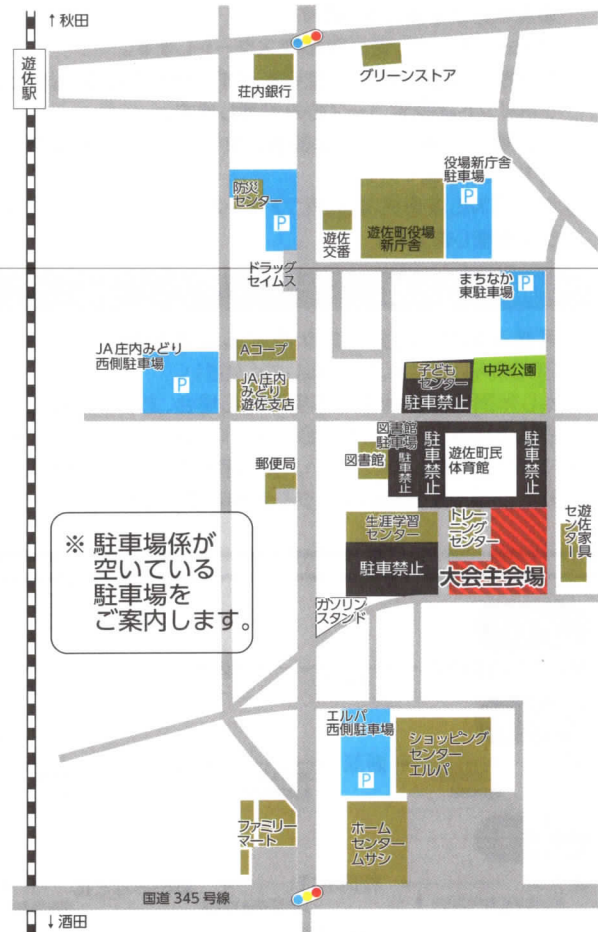 ↑秋田
遊佐駅
荘内銀行
グリーンストア
役場新庁舎
駐車場
P
防災
センター
P
遊佐
交番
遊佐町役場
新庁舎
ドラッグ
セイムス
まちなか
東駐車場
P
JA庄内みどり
西側駐車場
P
Aコープ
JA庄内
みどり
遊佐支店
子ども
センター
駐車禁止
中央公園
図書館
駐車場
駐車禁止
図書館
駐車禁止
遊佐町民
体育館
駐車禁止
郵便局
生涯学習
センター
駐車禁止
トレー
ニング
センター
大会主会場
遊佐家具
センター
※ 駐車場係が
空いている
駐車場を
ご案内します。
ガソリン
スタンド
エルパ
西側駐車場
P
ショッピング
センター
エルパ
ファミリー
マート
ホーム
センター
ムサシ
国道345号線
↓酒田